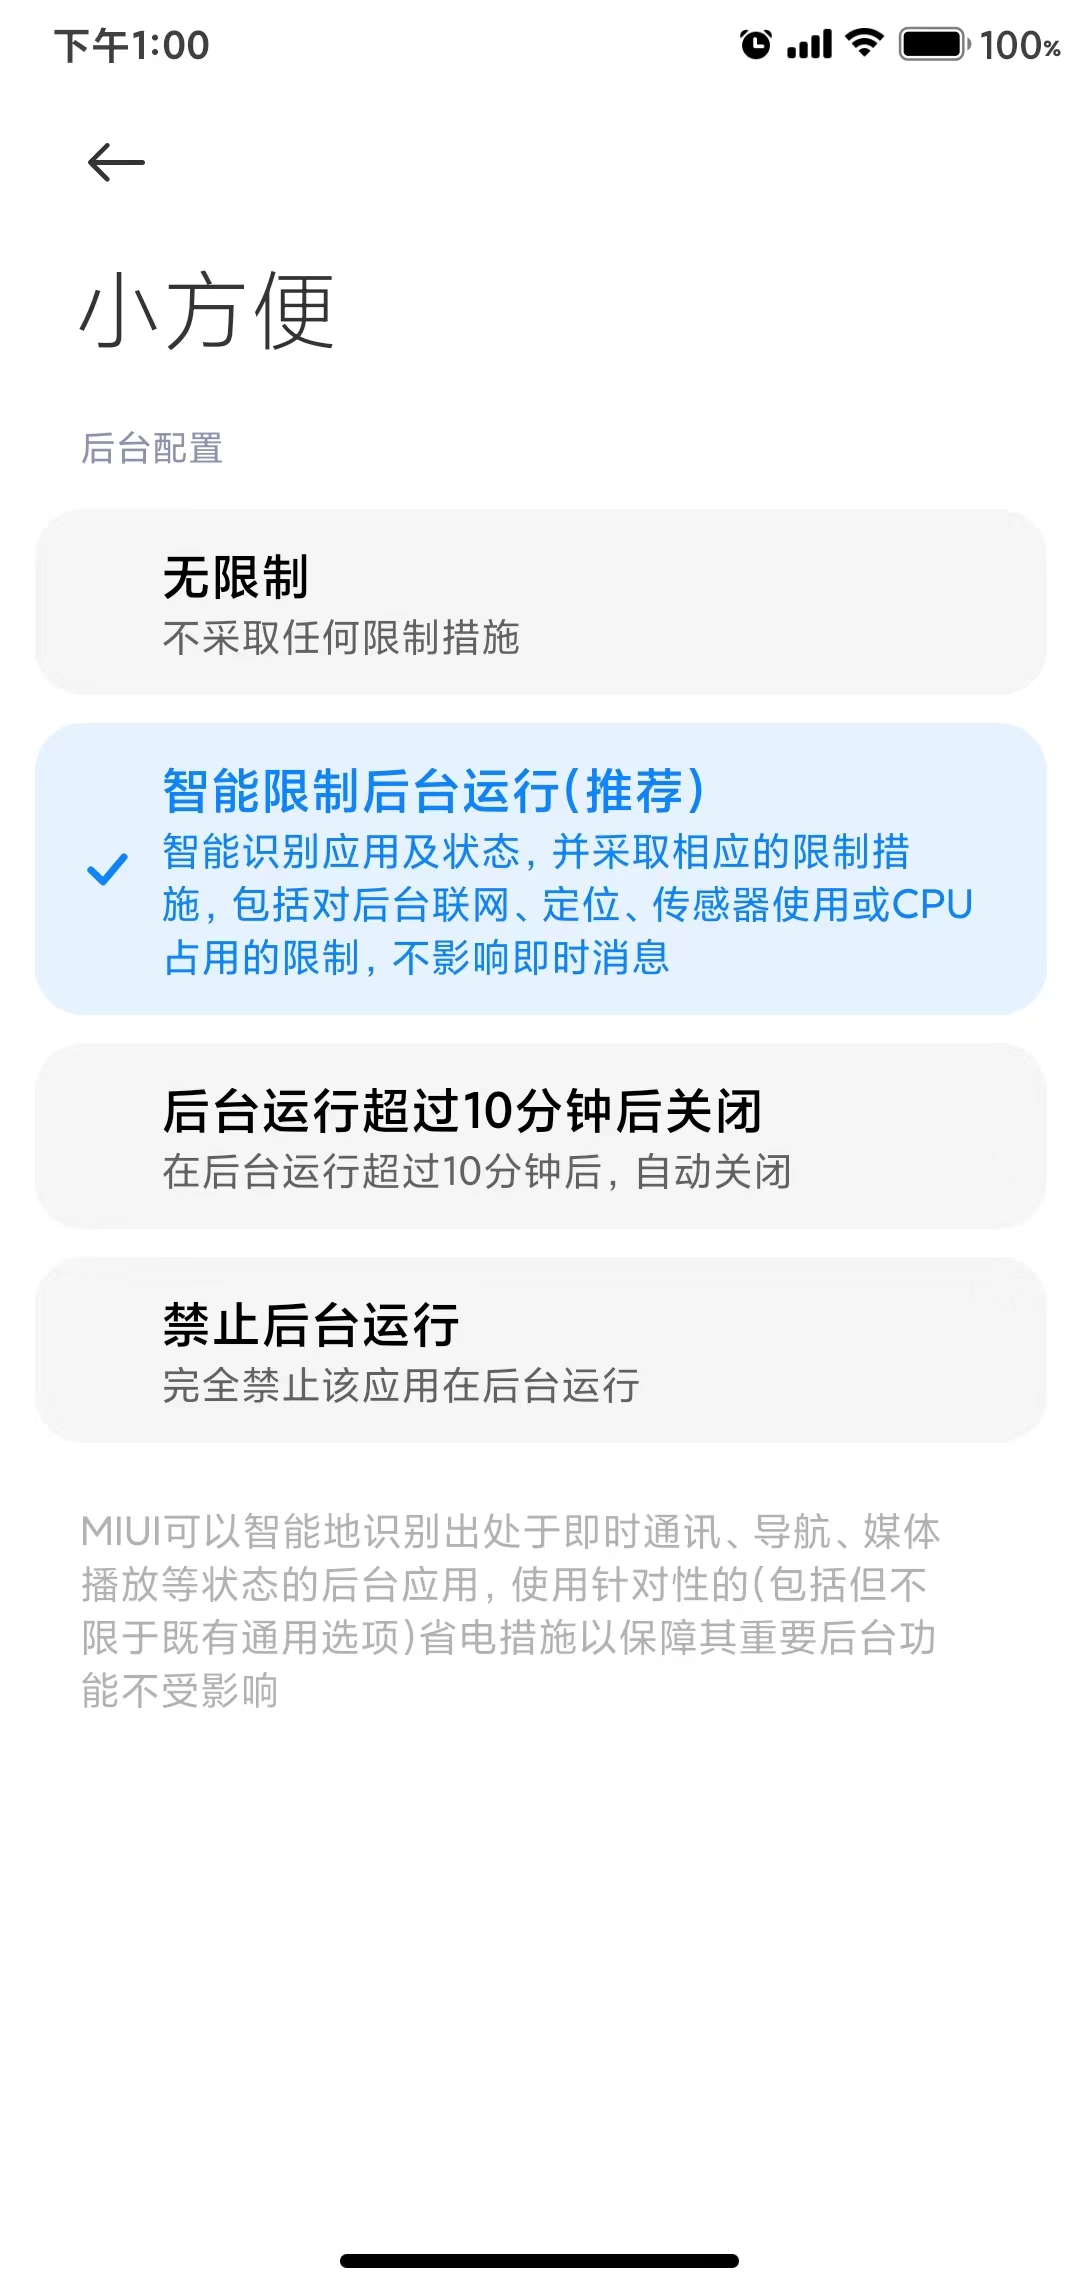 下午1:00
100%
小方便
后台配置
无限制
不采取任何限制措施
智能限制后台运行(推荐)
智能识别应用及状态, 并采取相应的限制措
施, 包括对后台联网、定位、传感器使用或CPU
占用的限制, 不影响即时消息
后台运行超过10分钟后关闭
在后台运行超过10分钟后, 自动关闭
禁止后台运行
完全禁止该应用在后台运行
MIUI可以智能地识别出处于即时通讯、导航、媒体
播放等状态的后台应用, 使用针对性的(包括但不
限于既有通用选项)省电措施以保障其重要后台功
能不受影响